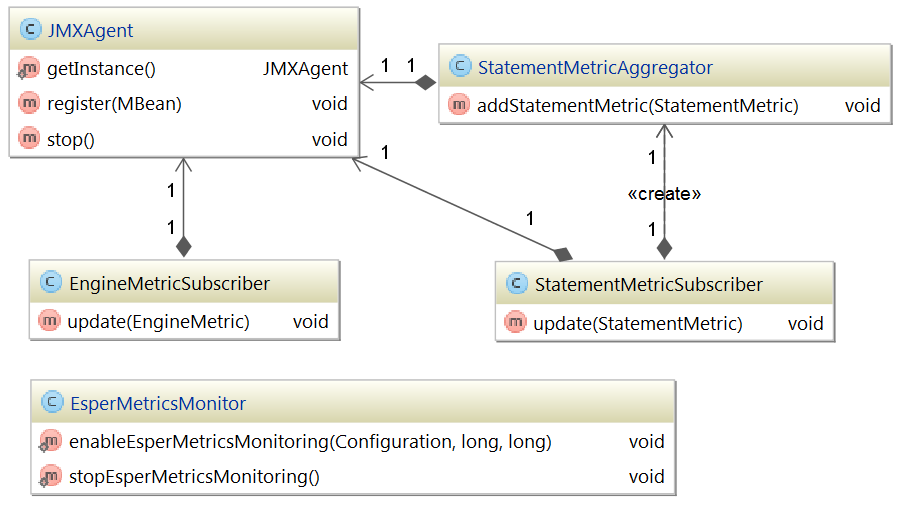 C JMXAgent
m getInstance() JMXAgent
m register(MBean) void
m stop() void
1 1
C StatementMetricAggregator
m addStatementMetric(StatementMetric) void
1
1
1
1
1
«create»
1
C EngineMetricSubscriber
m update(EngineMetric) void
C StatementMetricSubscriber
m update(StatementMetric) void
C EsperMetricsMonitor
m enableEsperMetricsMonitoring(Configuration, long, long) void
m stopEsperMetricsMonitoring() void